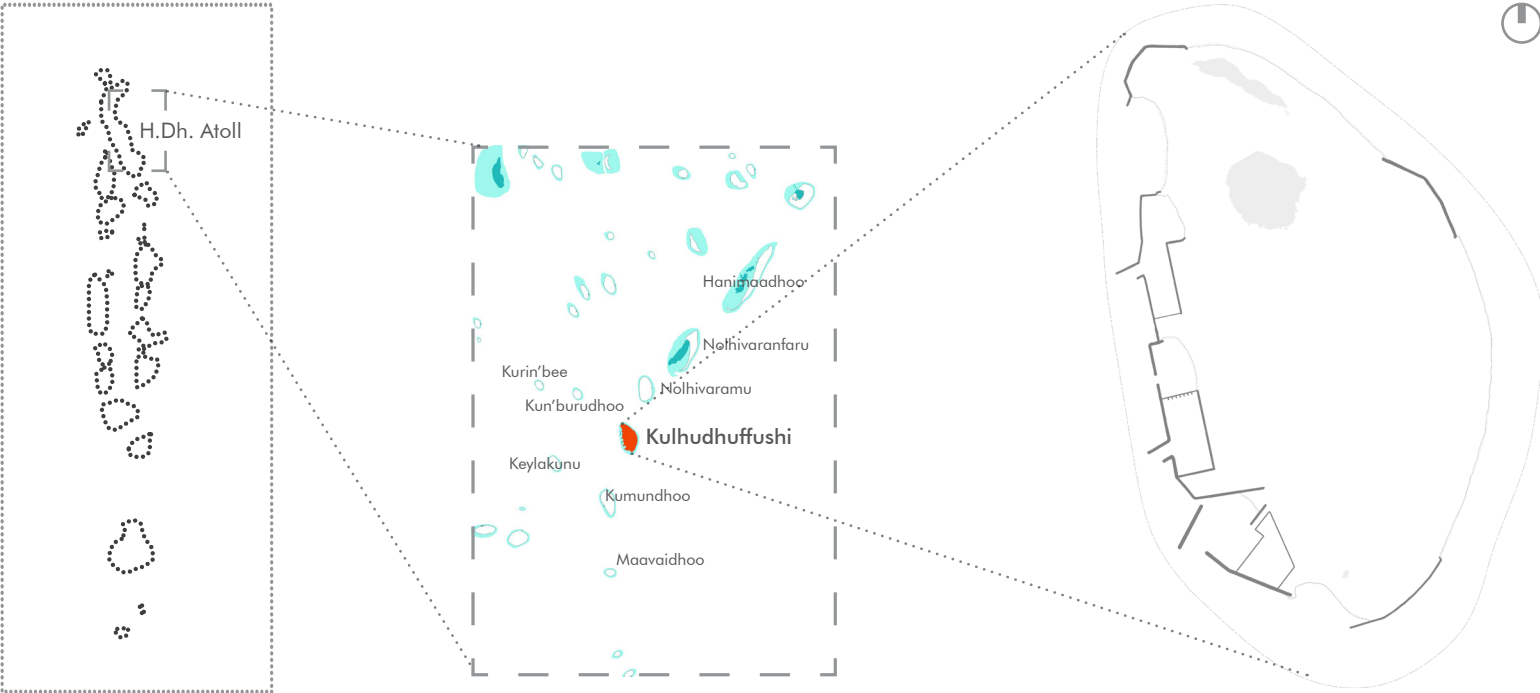 H.Dh. Atoll
Hanimaadhoo
Nolhivaranfaru
Kurin'bee
Nolhivaramu
Kun'burudhoo
Kulhudhuffushi
Keylakunu
Kumundhoo
Maavaidhoo